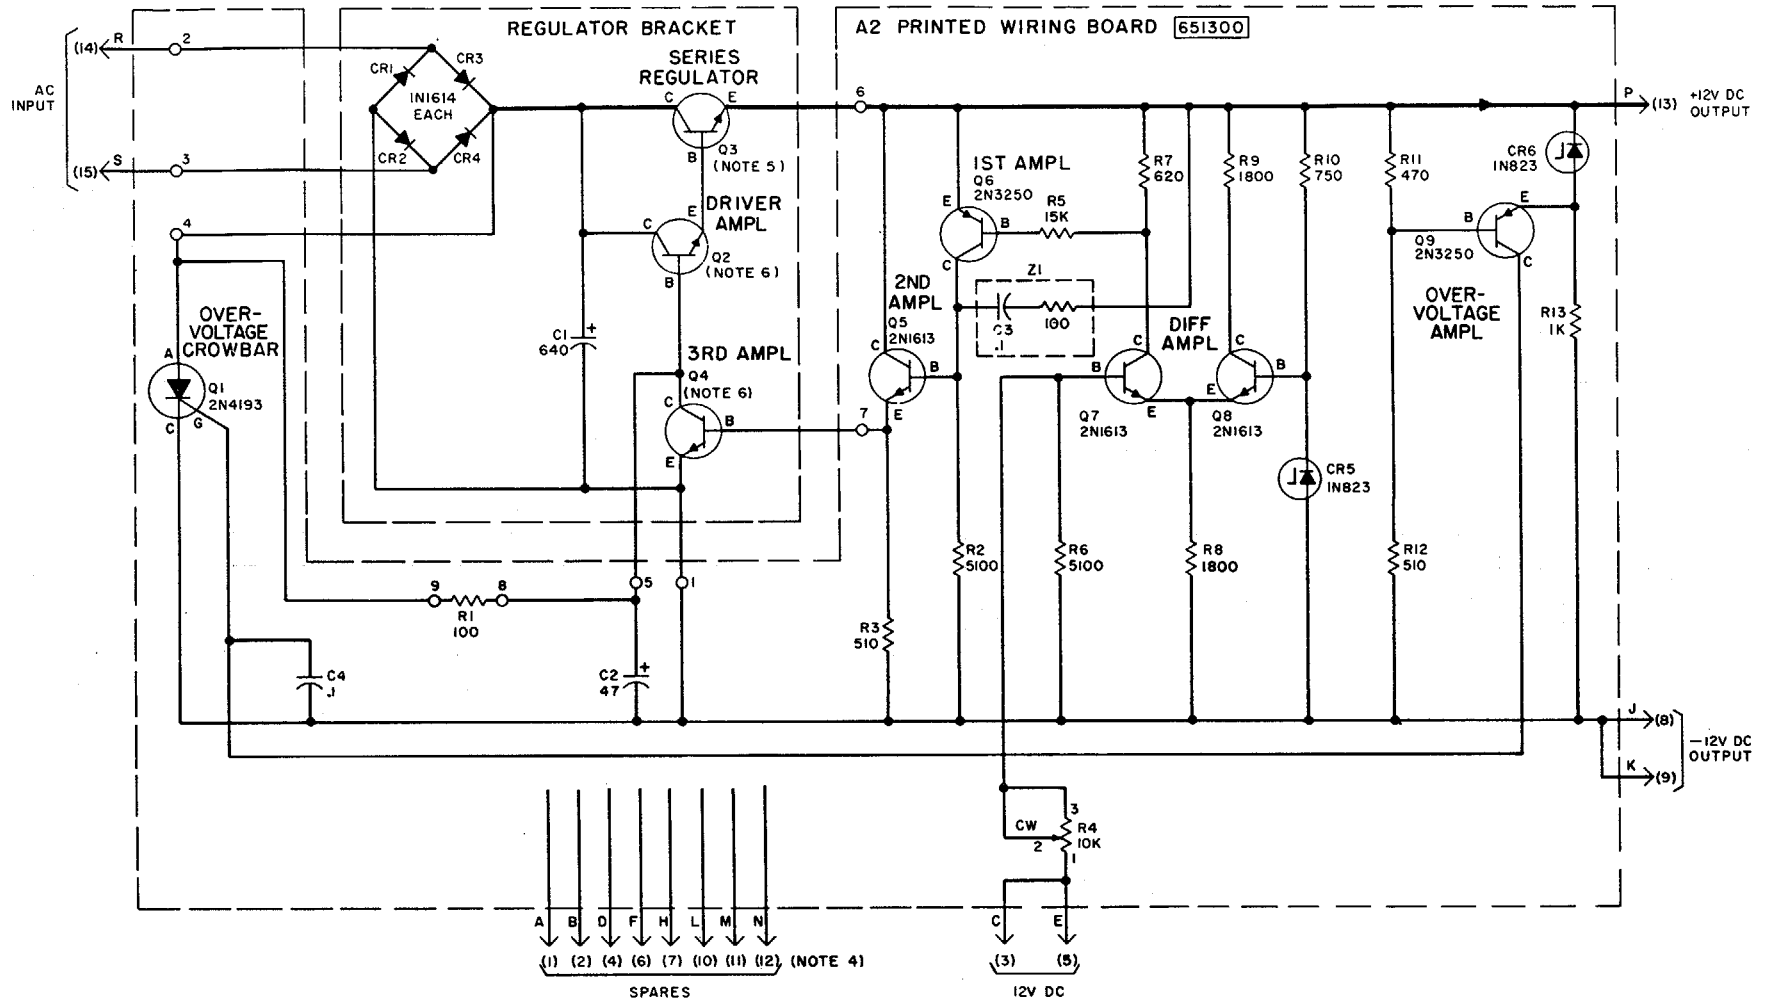 REGULATOR BRACKET
A2 PRINTED WIRING BOARD 651300
AC
INPUT
(14)
R
2
(15)
S
3
4
CR1
CR3
1N1614
EACH
CR2
CR4
SERIES
REGULATOR
C
E
B
Q3
(NOTE 5)
DRIVER
AMPL
C
E
B
Q2
(NOTE 6)
C1
640
+
3RD AMPL
Q4
(NOTE 6)
C
B
E
OVER-
VOLTAGE
CROWBAR
A
Q1
2N4193
C
G
9
8
R1
100
5
1
C4
.1
C2
47
+
6
7
1ST AMPL
Q6
2N3250
E
B
C
R5
15K
2ND
AMPL
Q5
2N1613
C
B
E
Z1
C3
.1
100
R7
620
R9
1800
R10
750
R11
470
DIFF
AMPL
C
B
E
Q7
2N1613
C
B
E
Q8
2N1613
CR5
1N823
CR6
1N823
E
B
C
Q9
2N3250
OVER-
VOLTAGE
AMPL
R13
1K
R3
510
R2
5100
R6
5100
R8
1800
R12
510
P
(13)
+12V DC
OUTPUT
J
(8)
K
(9)
-12V DC
OUTPUT
3
CW
2
R4
10K
1
A B D F H L M N
C E
(1) (2) (4) (6) (7) (10) (11) (12) (NOTE 4)
(3) (5)
SPARES
12V DC